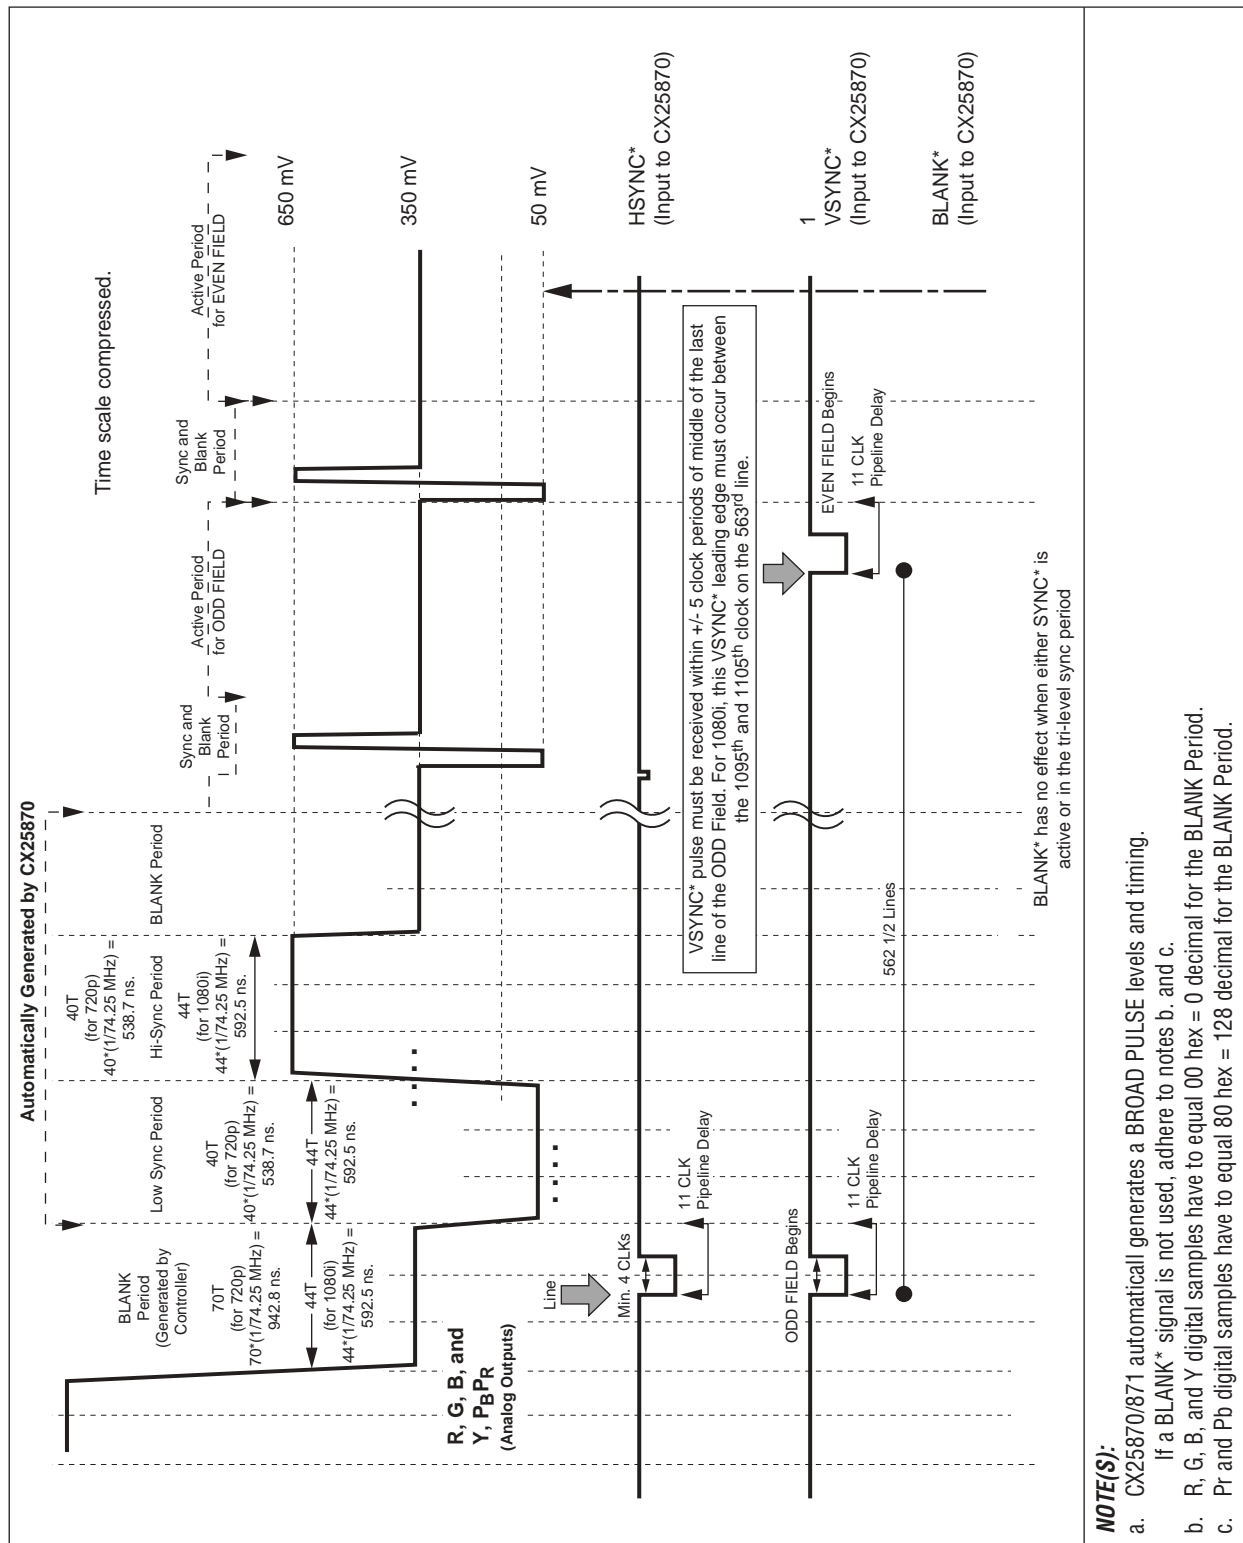 Automatically Generated by CX25870
Time scale compressed.
BLANK
Period
(Generated by
Controller)
70T
(for 720p)
70*(1/74.25 MHz) =
942.8 ns.
44T
(for 1080i)
44*(1/74.25 MHz) =
592.5 ns.
Low Sync Period
40T
(for 720p)
40*(1/74.25 MHz) =
538.7 ns.
44T
44*(1/74.25 MHz) =
592.5 ns.
40T
(for 720p)
40*(1/74.25 MHz) =
538.7 ns.
Hi-Sync Period
44T
(for 1080i)
44*(1/74.25 MHz) =
592.5 ns.
BLANK Period
Sync and
Blank
Period
Active Period
for ODD FIELD
Sync and
Blank
Period
Active Period
for EVEN FIELD
650 mV
350 mV
50 mV
R, G, B, and
Y, PBPR
(Analog Outputs)
Line
Min. 4 CLKs
11 CLK
Pipeline Delay
HSYNC*
(Input to CX25870)
VSYNC* pulse must be received within +/- 5 clock periods of middle of the last
line of the ODD Field. For 1080i, this VSYNC* leading edge must occur between
the 1095th and 1105th clock on the 563rd line.
ODD FIELD Begins
11 CLK
Pipeline Delay
EVEN FIELD Begins
11 CLK
Pipeline Delay
1
VSYNC*
(Input to CX25870)
562 1/2 Lines
BLANK*
(Input to CX25870)
BLANK* has no effect when either SYNC* is
active or in the tri-level sync period
NOTE(S):
a. CX25870/871 automaticall generates a BROAD PULSE levels and timing.
If a BLANK* signal is not used, adhere to notes b. and c.
b. R, G, B, and Y digital samples have to equal 00 hex = 0 decimal for the BLANK Period.
c. Pr and Pb digital samples have to equal 80 hex = 128 decimal for the BLANK Period.